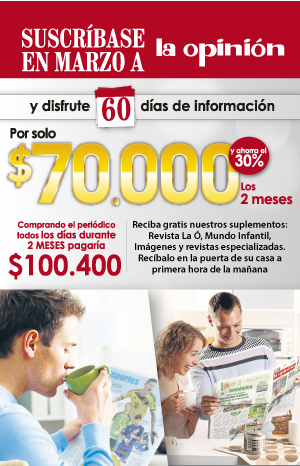 SUSCRÍBASE
EN MARZO A
la opinión
y disfrute 60 días de información
Por solo
$70.000
y ahorra el
30%
Los
2 meses
Comprando el periódico
todos los días durante
2 MESES pagaría
$100.400
Reciba gratis nuestros suplementos:
Revista La Ó, Mundo Infantil,
Imágenes y revistas especializadas.
Recíbalo en la puerta de su casa a
primera hora de la mañana